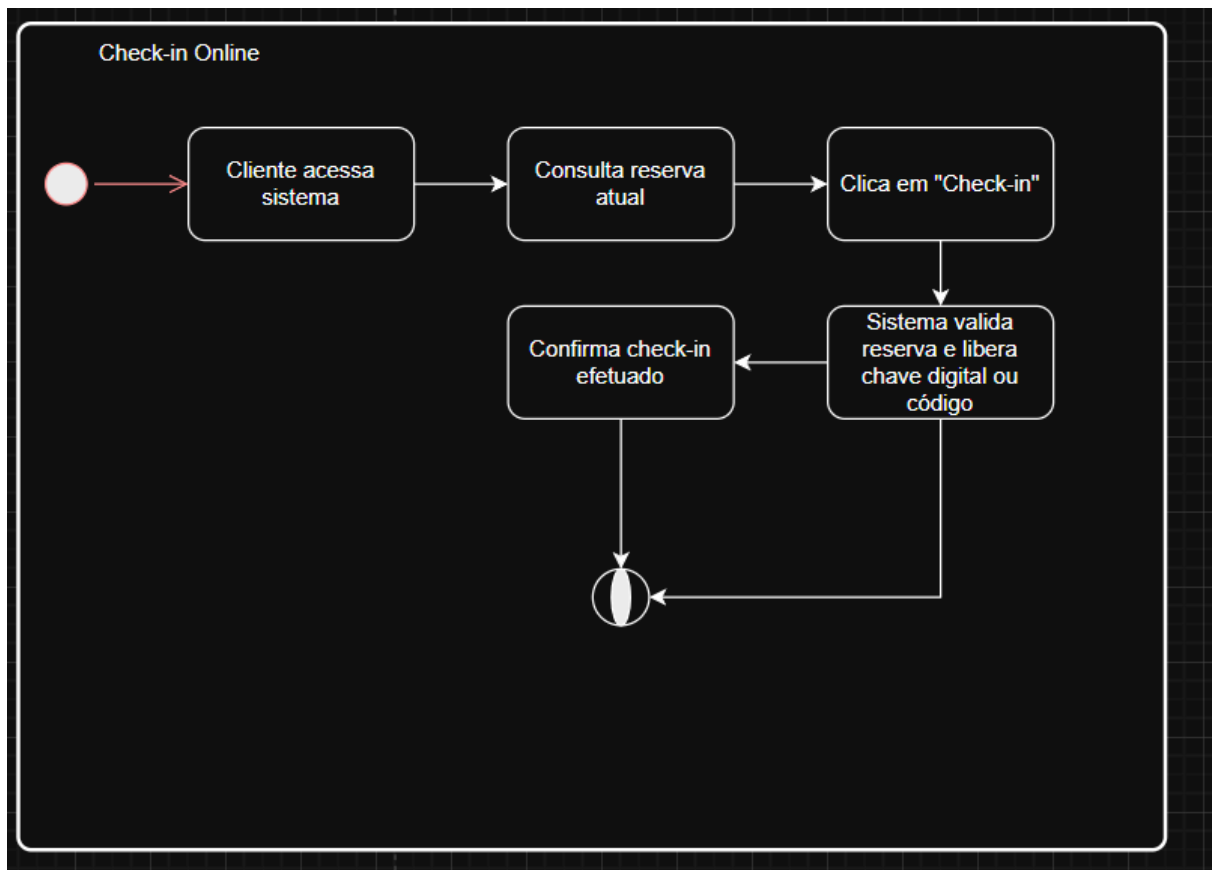 Check-in Online
Cliente acessa
sistema
Consulta reserva
atual
Clica em "Check-in"
Confirma check-in
efetuado
Sistema valida
reserva e libera
chave digital ou
código